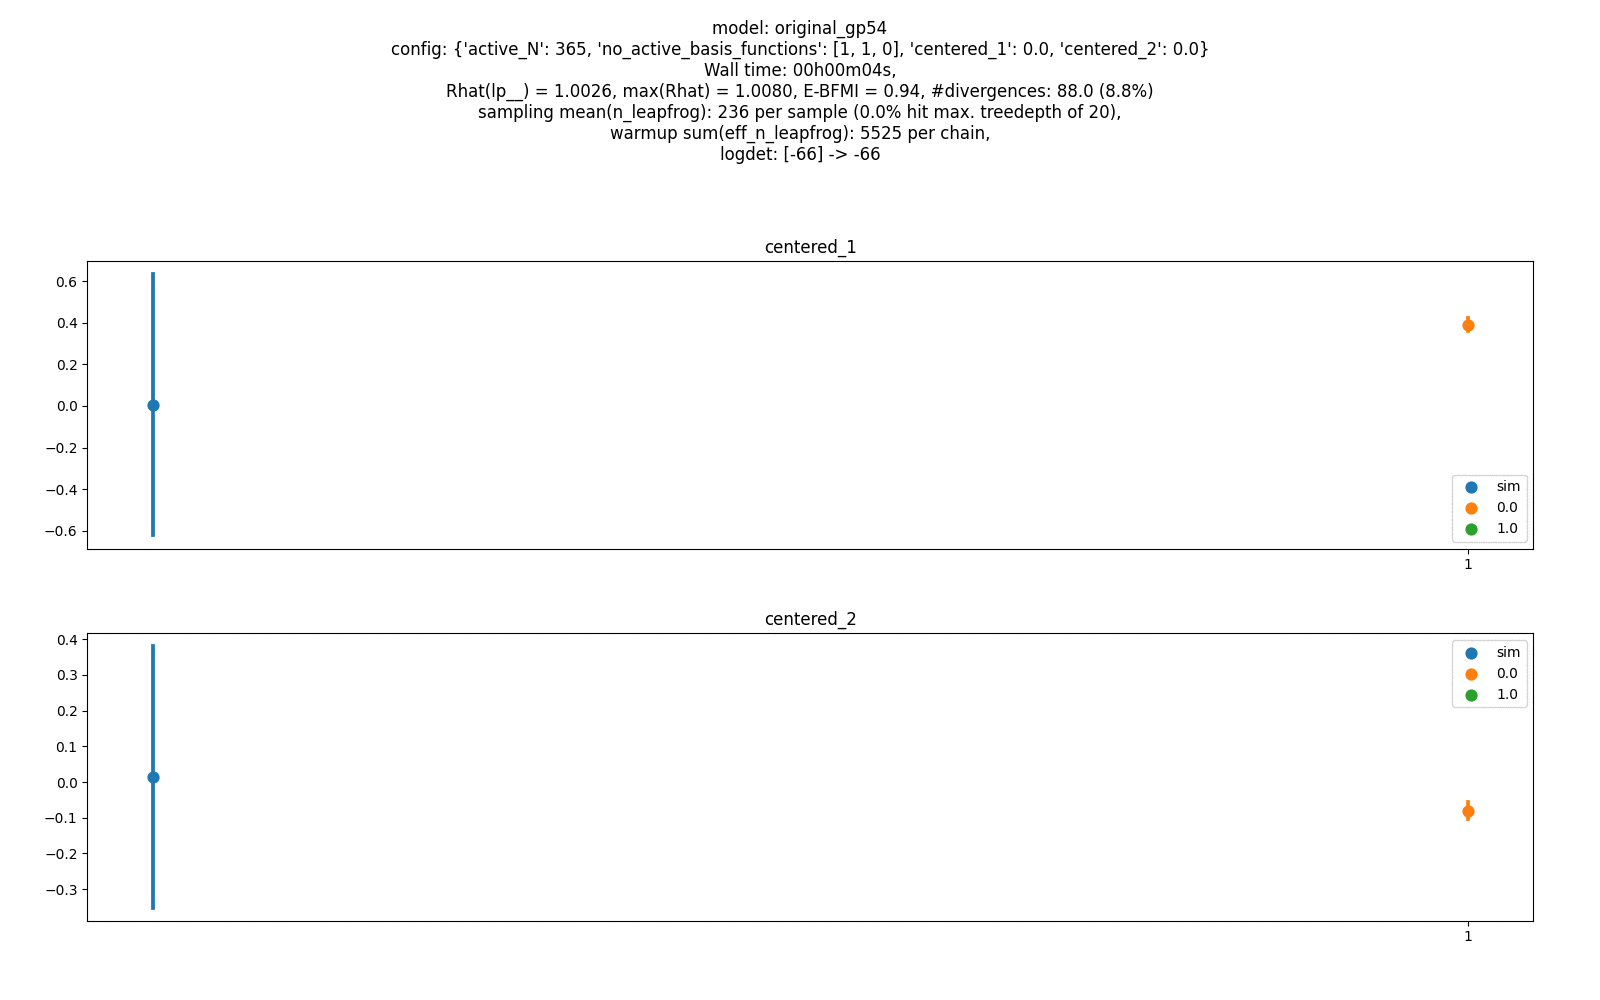 model: original_gp54
config: {'active_N': 365, 'no_active_basis_functions': [1, 1, 0], 'centered_1': 0.0, 'centered_2': 0.0}
Wall time: 00h00m04s,
Rhat(lp__) = 1.0026, max(Rhat) = 1.0080, E-BFMI = 0.94, #divergences: 88.0 (8.8%)
sampling mean(n_leapfrog): 236 per sample (0.0% hit max. treedepth of 20),
warmup sum(eff_n_leapfrog): 5525 per chain,
logdet: [-66] -> -66
centered_1
0.6
0.4
0.2
0.0
−0.2
−0.4
−0.6
sim
0.0
1.0
1
centered_2
0.4
0.3
0.2
0.1
0.0
−0.1
−0.2
−0.3
sim
0.0
1.0
1